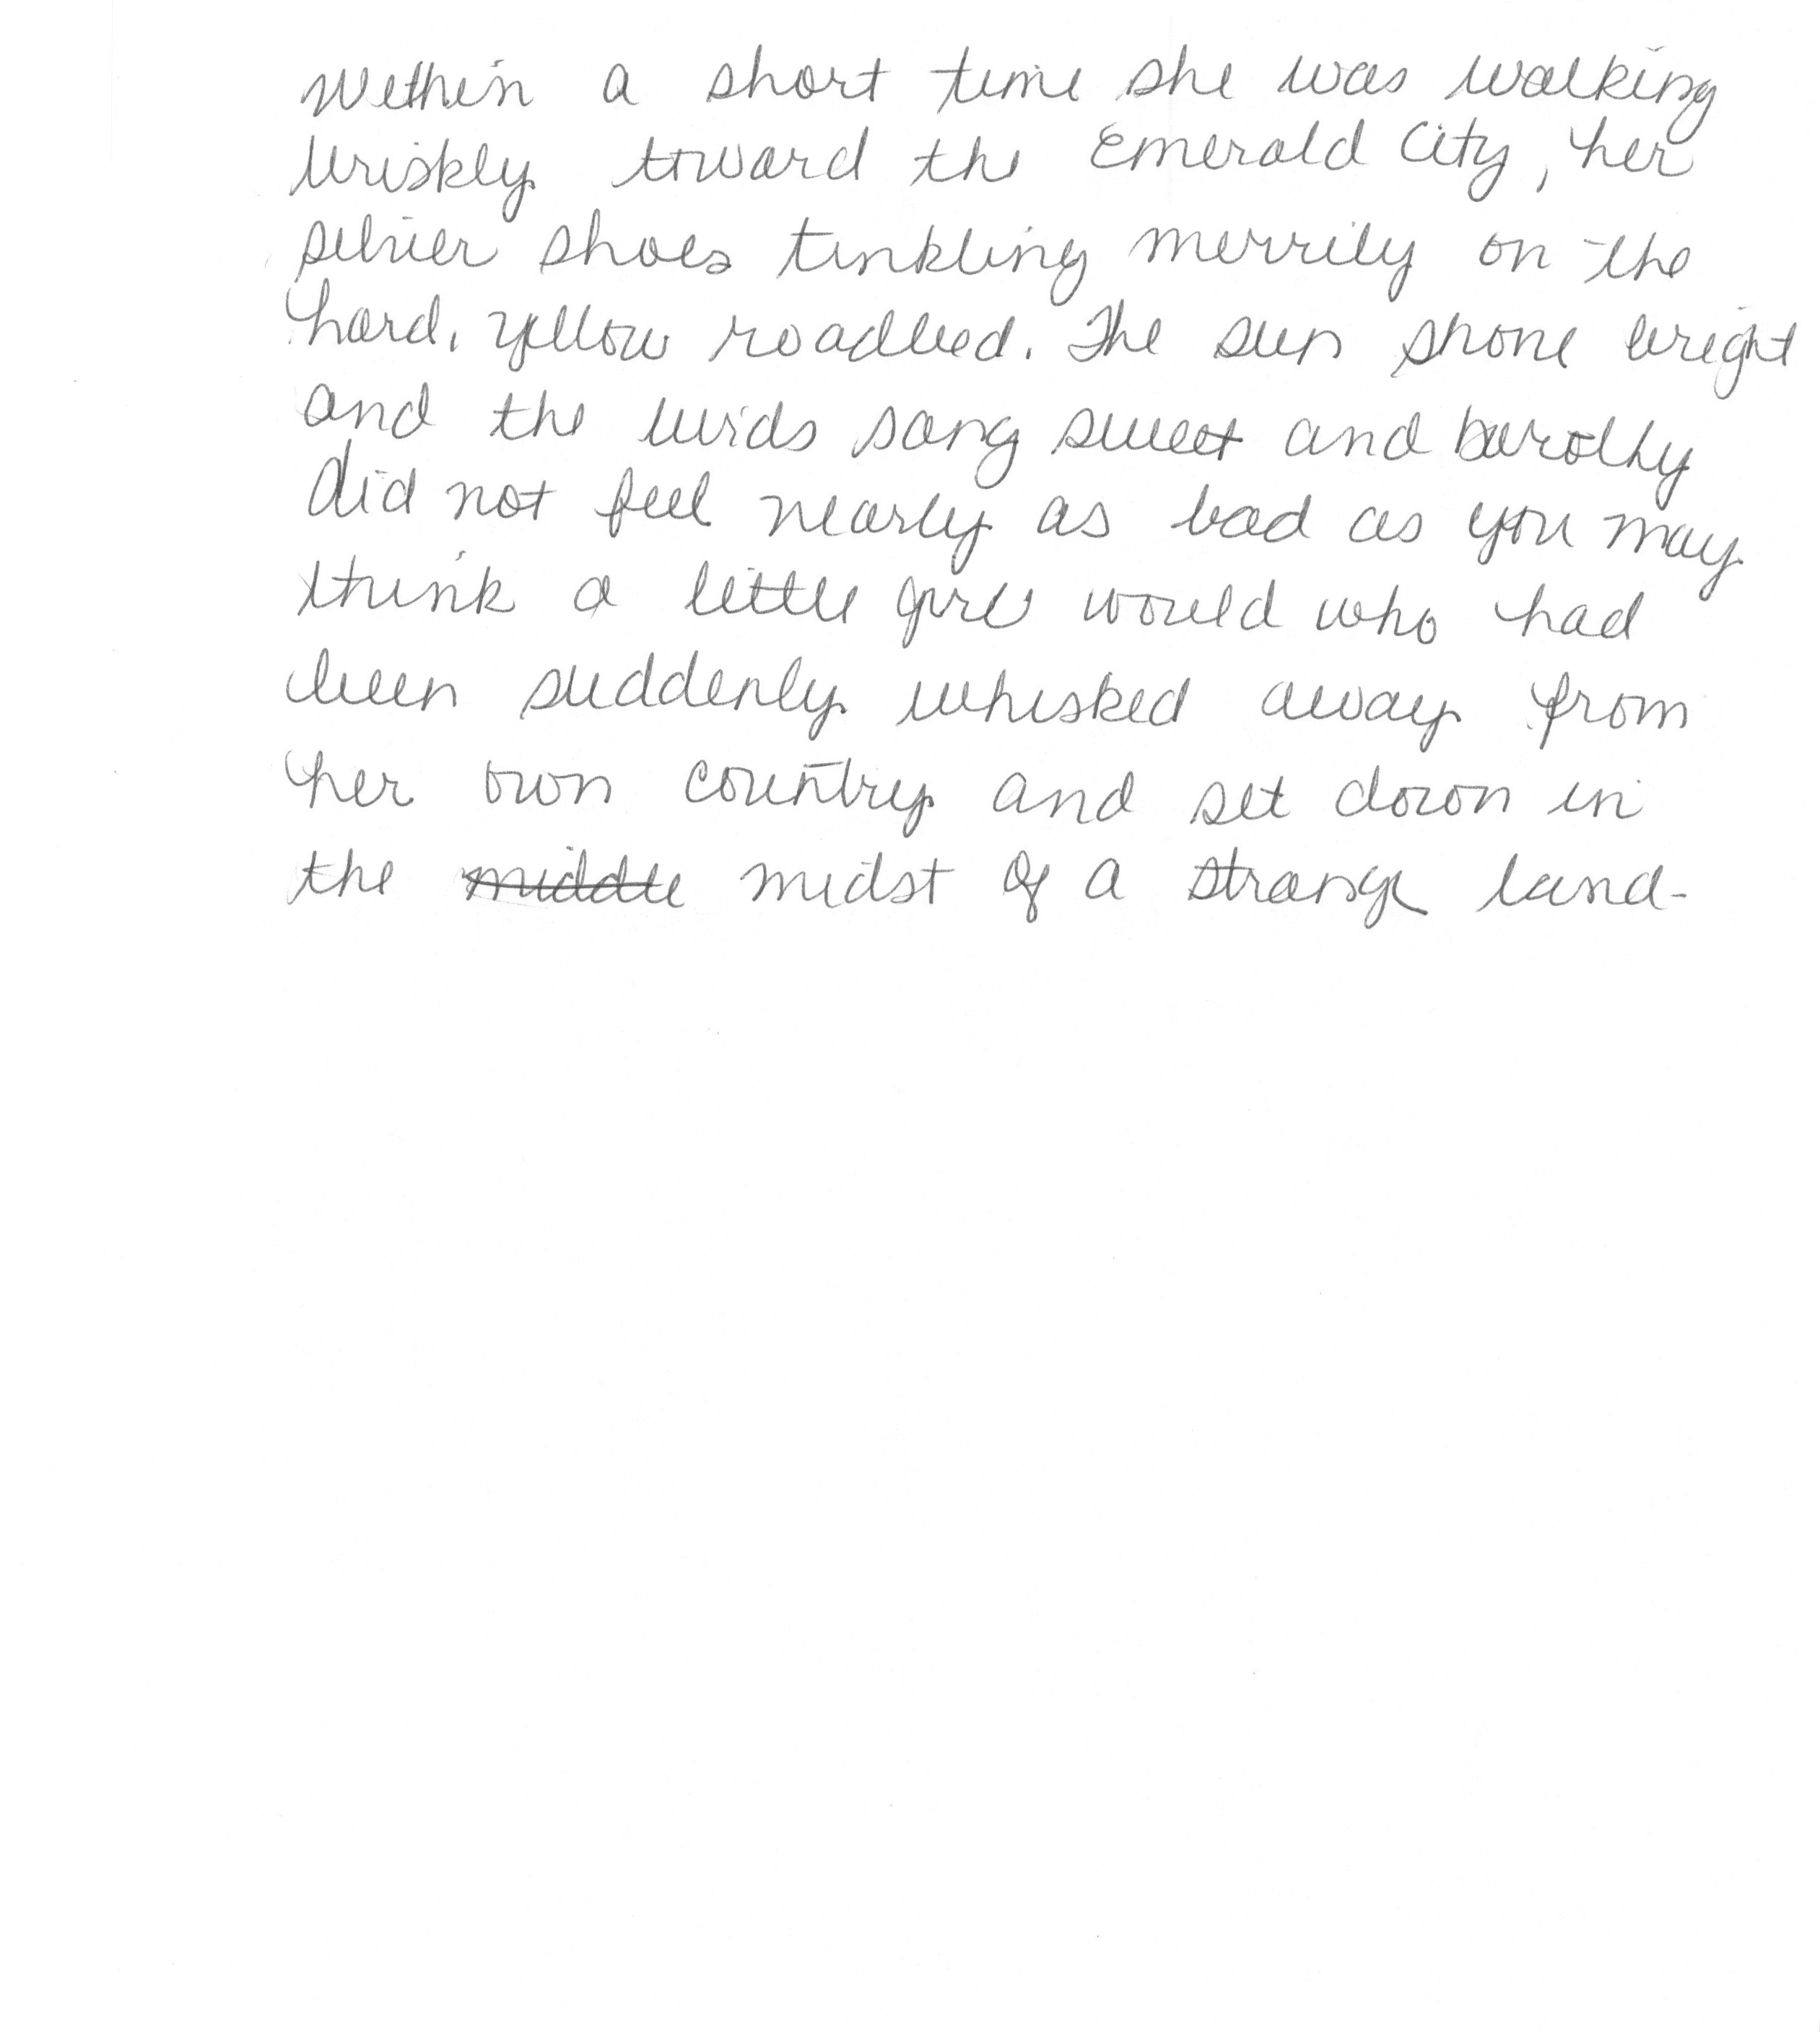 Within a short time she was walking
briskly toward the Emerald City, her
silver shoes tinkling merrily on the
hard, yellow roadbed. The sun shone bright
and the birds sang sweet and Dorothy
did not feel nearly as bad as you may
think a little girl would who had
been suddenly whisked away from
her own country and set down in
the middle midst of a strange land-